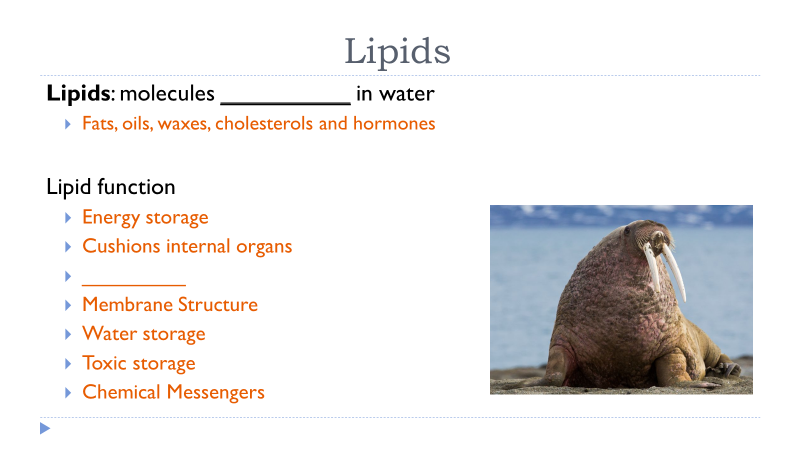 Lipids
Lipids: molecules ___________ in water
Fats, oils, waxes, cholesterols and hormones
Lipid function
Energy storage
Cushions internal organs
__________
Membrane Structure
Water storage
Toxic storage
Chemical Messengers